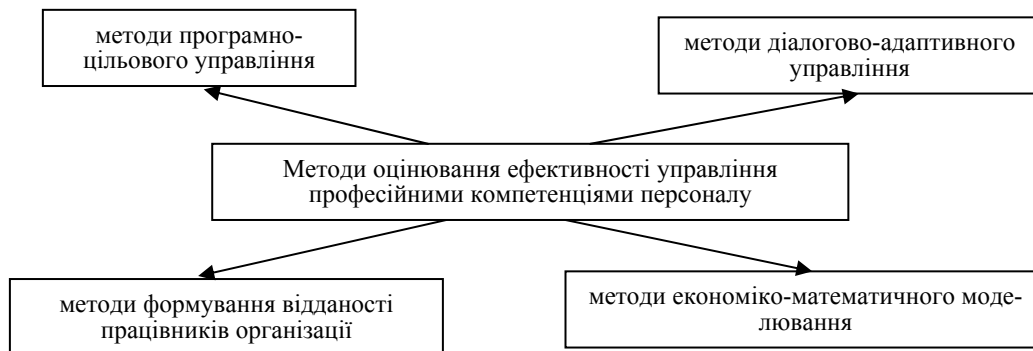 методи програмно-
цільового управління
методи діалогово-адаптивного
управління
Методи оцінювання ефективності управління
професійними компетенціями персоналу
методи формування відданості
працівників організації
методи економіко-математичного моде-
лювання